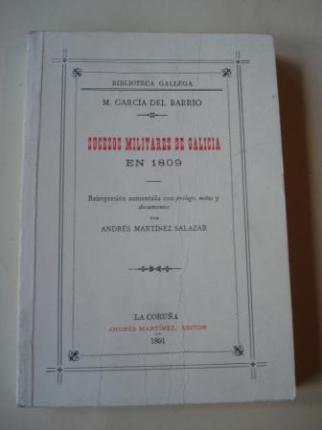 BIBLIOTECA GALLEGA
M. GARCÍA DEL BARRIO
SUCESOS MILITARES DE GALICIA
EN 1809
Reimpresión aumentada con prólogo, notas y
documentos
POR
ANDRÉS MARTÍNEZ SALAZAR
LA CORUÑA
ANDRÉS MARTÍNEZ, EDITOR
1891